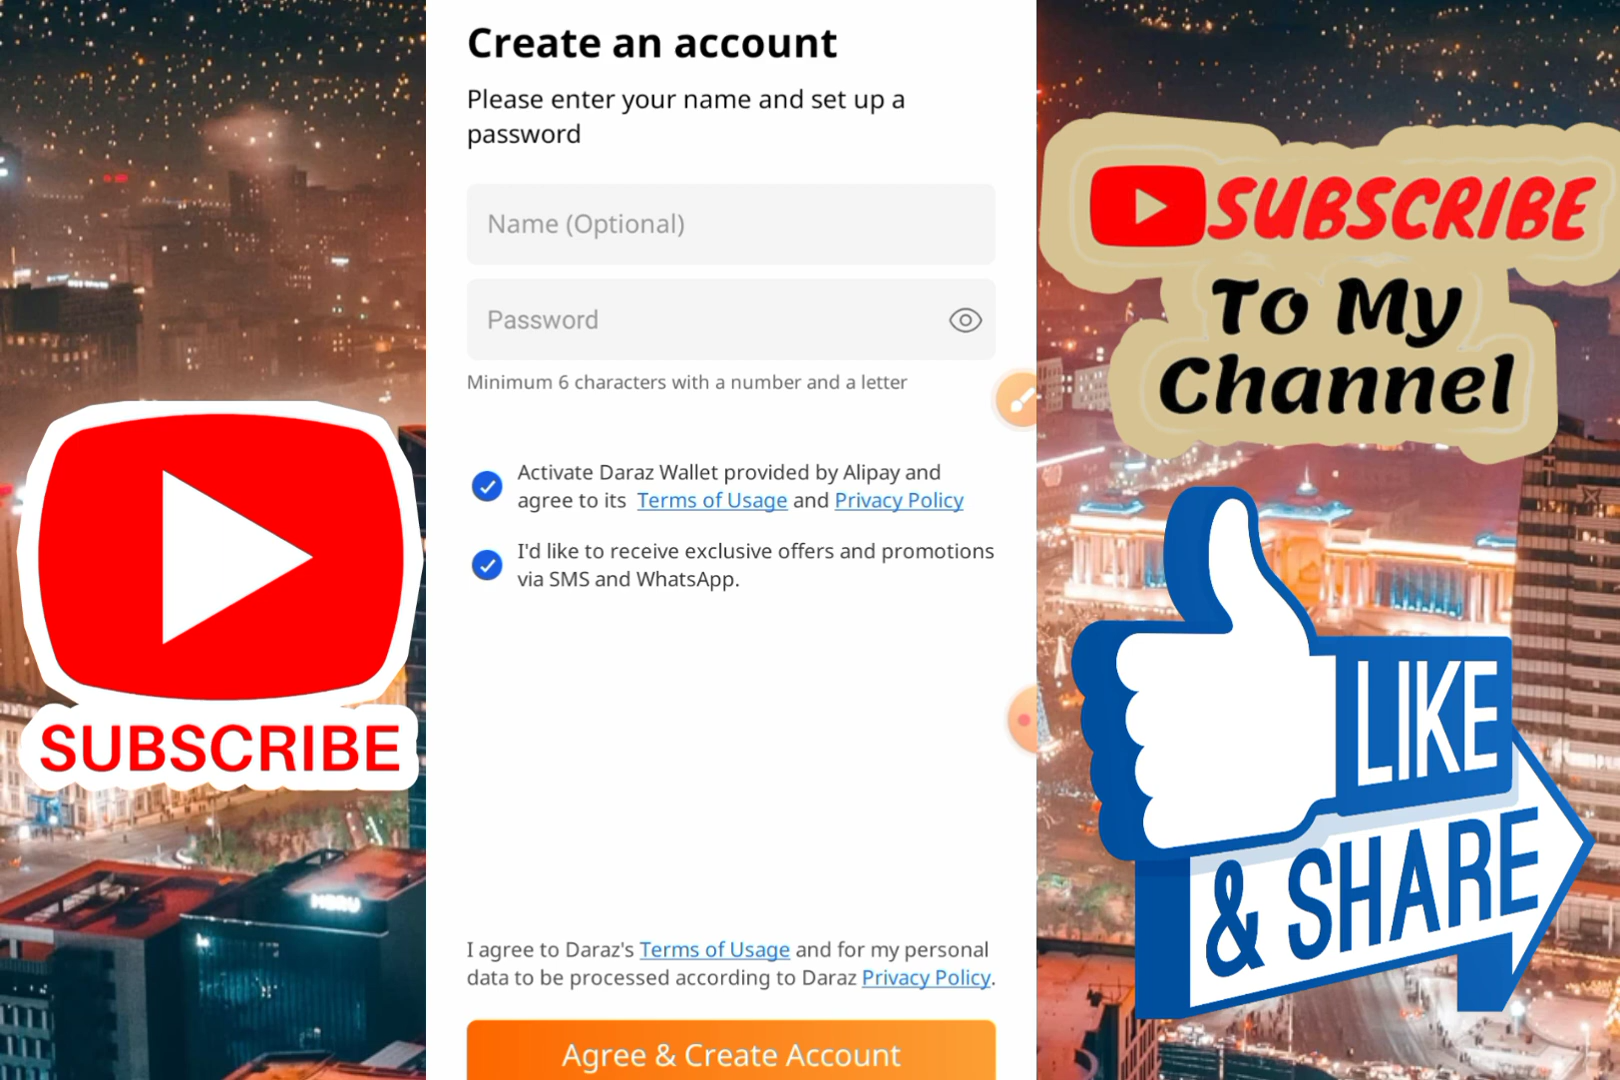 Create an account
Please enter your name and set up a
password
Name (Optional)
Password
Minimum 6 characters with a number and a letter
Activate Daraz Wallet provided by Alipay and
agree to its Terms of Usage and Privacy Policy
I'd like to receive exclusive offers and promotions
via SMS and WhatsApp.
I agree to Daraz's Terms of Usage and for my personal
data to be processed according to Daraz Privacy Policy.
Agree & Create Account
SUBSCRIBE
SUBSCRIBE
To My
Channel
LIKE
& SHARE